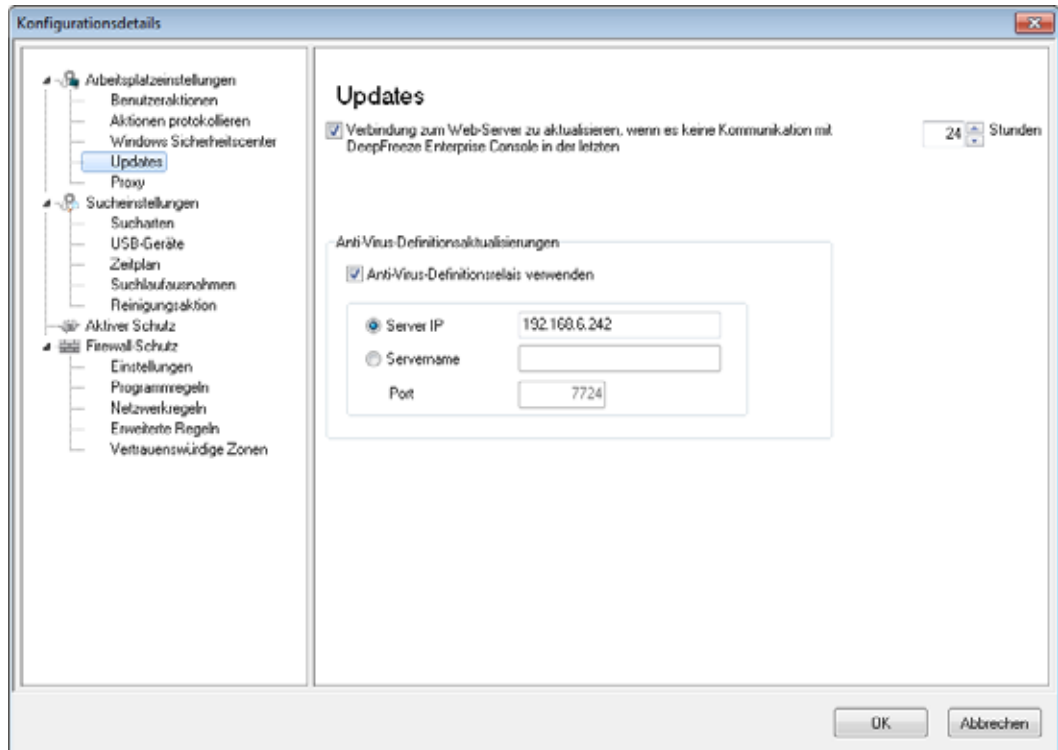 Konfigurationsdetails
Arbeitsplatzeinstellungen
Benutzeraktionen
Aktionen protokollieren
Windows Sicherheitscenter
Updates
Proxy
Sucheinstellungen
Sucharten
USB-Geräte
Zeitplan
Suchlaufausnahmen
Reinigungsaktion
Aktiver Schutz
Firewall-Schutz
Einstellungen
Programmregeln
Netzwerkregeln
Erweiterte Regeln
Vertrauenswürdige Zonen
Updates
Verbindung zum Web-Server zu aktualisieren, wenn es keine Kommunikation mit
DeepFreeze Enterprise Console in der letzten
24 Stunden
Anti-Virus-Definitionsaktualisierungen
Anti-Virus-Definitionsrelais verwenden
Server IP 192.168.6.242
Servername
Port 7724
OK Abbrechen